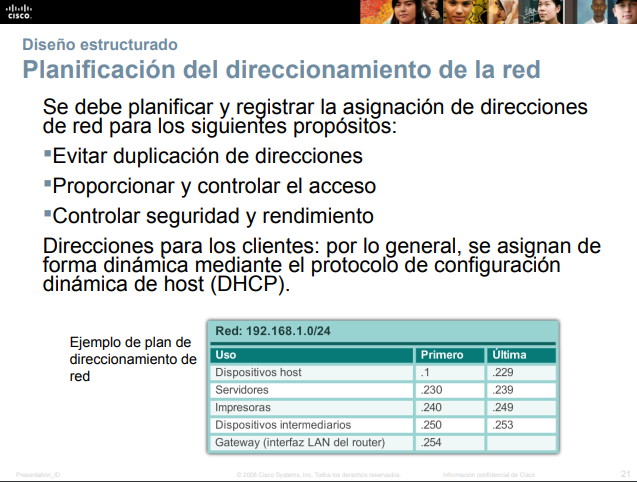 CISCO.
Diseño estructurado
Planificación del direccionamiento de la red
Se debe planificar y registrar la asignación de direcciones
de red para los siguientes propósitos:
▪Evitar duplicación de direcciones
▪Proporcionar y controlar el acceso
▪Controlar seguridad y rendimiento
Direcciones para los clientes: por lo general, se asignan de
forma dinámica mediante el protocolo de configuración
dinámica de host (DHCP).
Ejemplo de plan de
direccionamiento de
red
Red: 192.168.1.0/24
Uso Primero Última
Dispositivos host .1 .229
Servidores .230 .239
Impresoras .240 .249
Dispositivos intermediarios .250 .253
Gateway (interfaz LAN del router) .254
Presentation_ID © 2008 Cisco Systems, Inc. Todos los derechos reservados. Información confidencial de Cisco 21